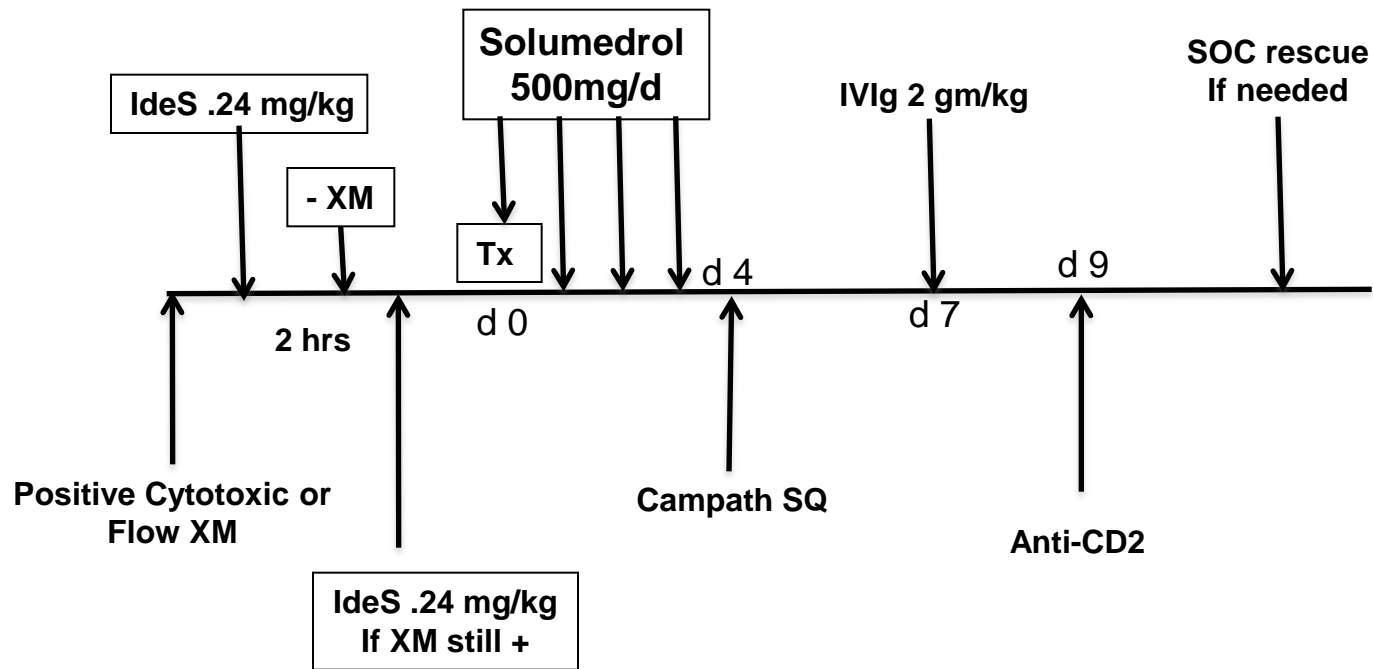 Solumedrol
500mg/d
SOC rescue
If needed
IdeS .24 mg/kg
IVIg 2 gm/kg
- XM
Tx
d 4
d 9
2 hrs
d 0
d 7
Positive Cytotoxic or
Flow XM
Campath SQ
Anti-CD2
IdeS .24 mg/kg
If XM still +